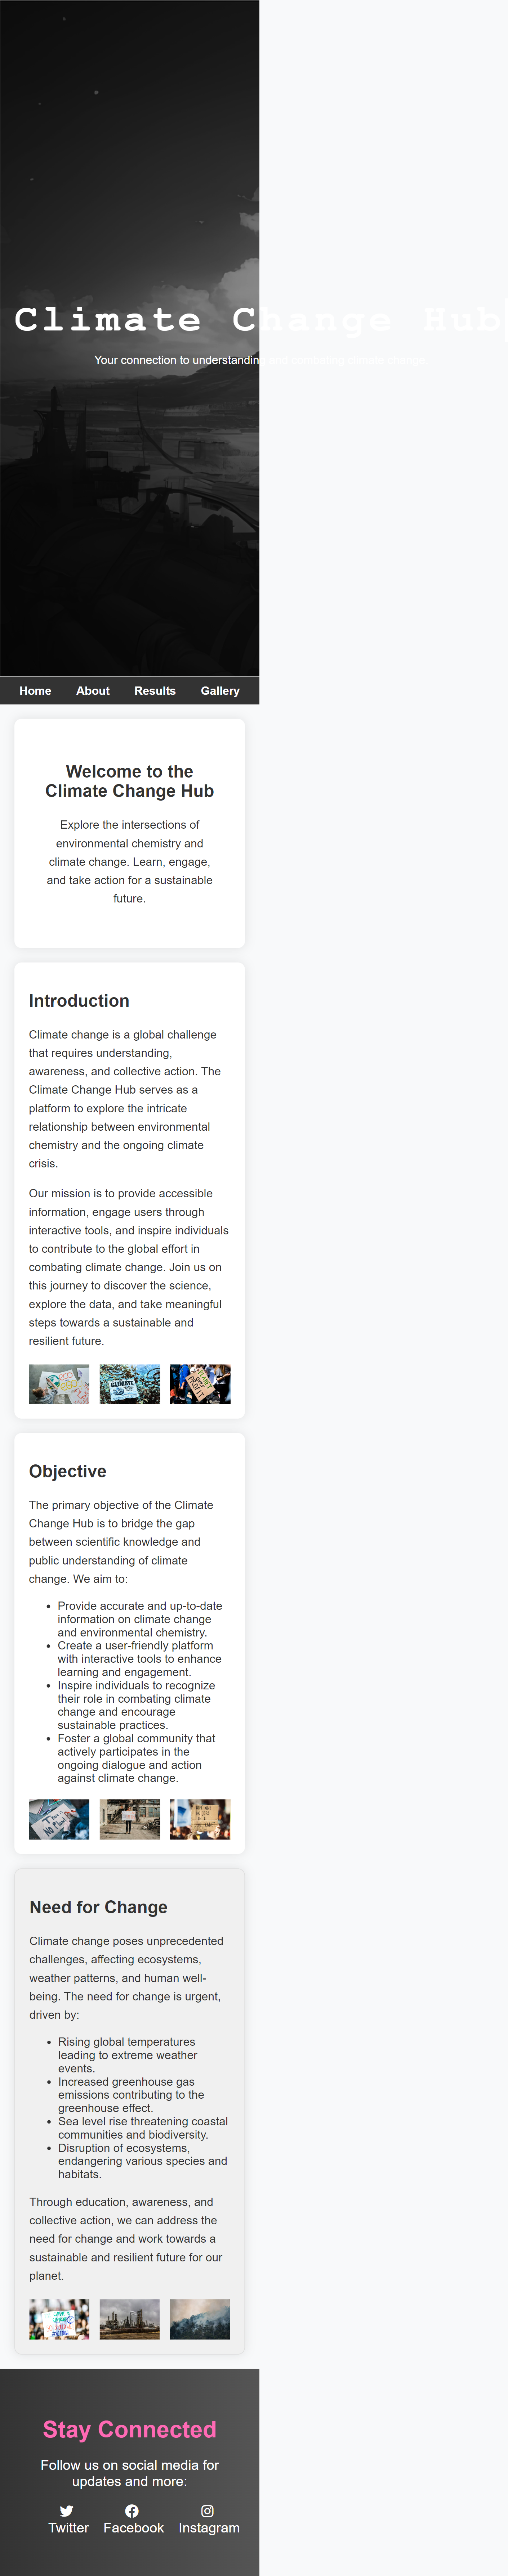 Climate Change Hub
Your connection to understandin
Home About Results Gallery
Welcome to the
Climate Change Hub
Explore the intersections of
environmental chemistry and
climate change. Learn, engage,
and take action for a sustainable
future.
Introduction
Climate change is a global challenge
that requires understanding,
awareness, and collective action. The
Climate Change Hub serves as a
platform to explore the intricate
relationship between environmental
chemistry and the ongoing climate
crisis.
Our mission is to provide accessible
information, engage users through
interactive tools, and inspire individuals
to contribute to the global effort in
combating climate change. Join us on
this journey to discover the science,
explore the data, and take meaningful
steps towards a sustainable and
resilient future.
CLIMATE
Objective
The primary objective of the Climate
Change Hub is to bridge the gap
between scientific knowledge and
public understanding of climate
change. We aim to:
• Provide accurate and up-to-date
information on climate change
and environmental chemistry.
• Create a user-friendly platform
with interactive tools to enhance
learning and engagement.
• Inspire individuals to recognize
their role in combating climate
change and encourage
sustainable practices.
• Foster a global community that
actively participates in the
ongoing dialogue and action
against climate change.
Need for Change
Climate change poses unprecedented
challenges, affecting ecosystems,
weather patterns, and human well-
being. The need for change is urgent,
driven by:
• Rising global temperatures
leading to extreme weather
events.
• Increased greenhouse gas
emissions contributing to the
greenhouse effect.
• Sea level rise threatening coastal
communities and biodiversity.
• Disruption of ecosystems,
endangering various species and
habitats.
Through education, awareness, and
collective action, we can address the
need for change and work towards a
sustainable and resilient future for our
planet.
Stay Connected
Follow us on social media for
updates and more:
Twitter Facebook Instagram